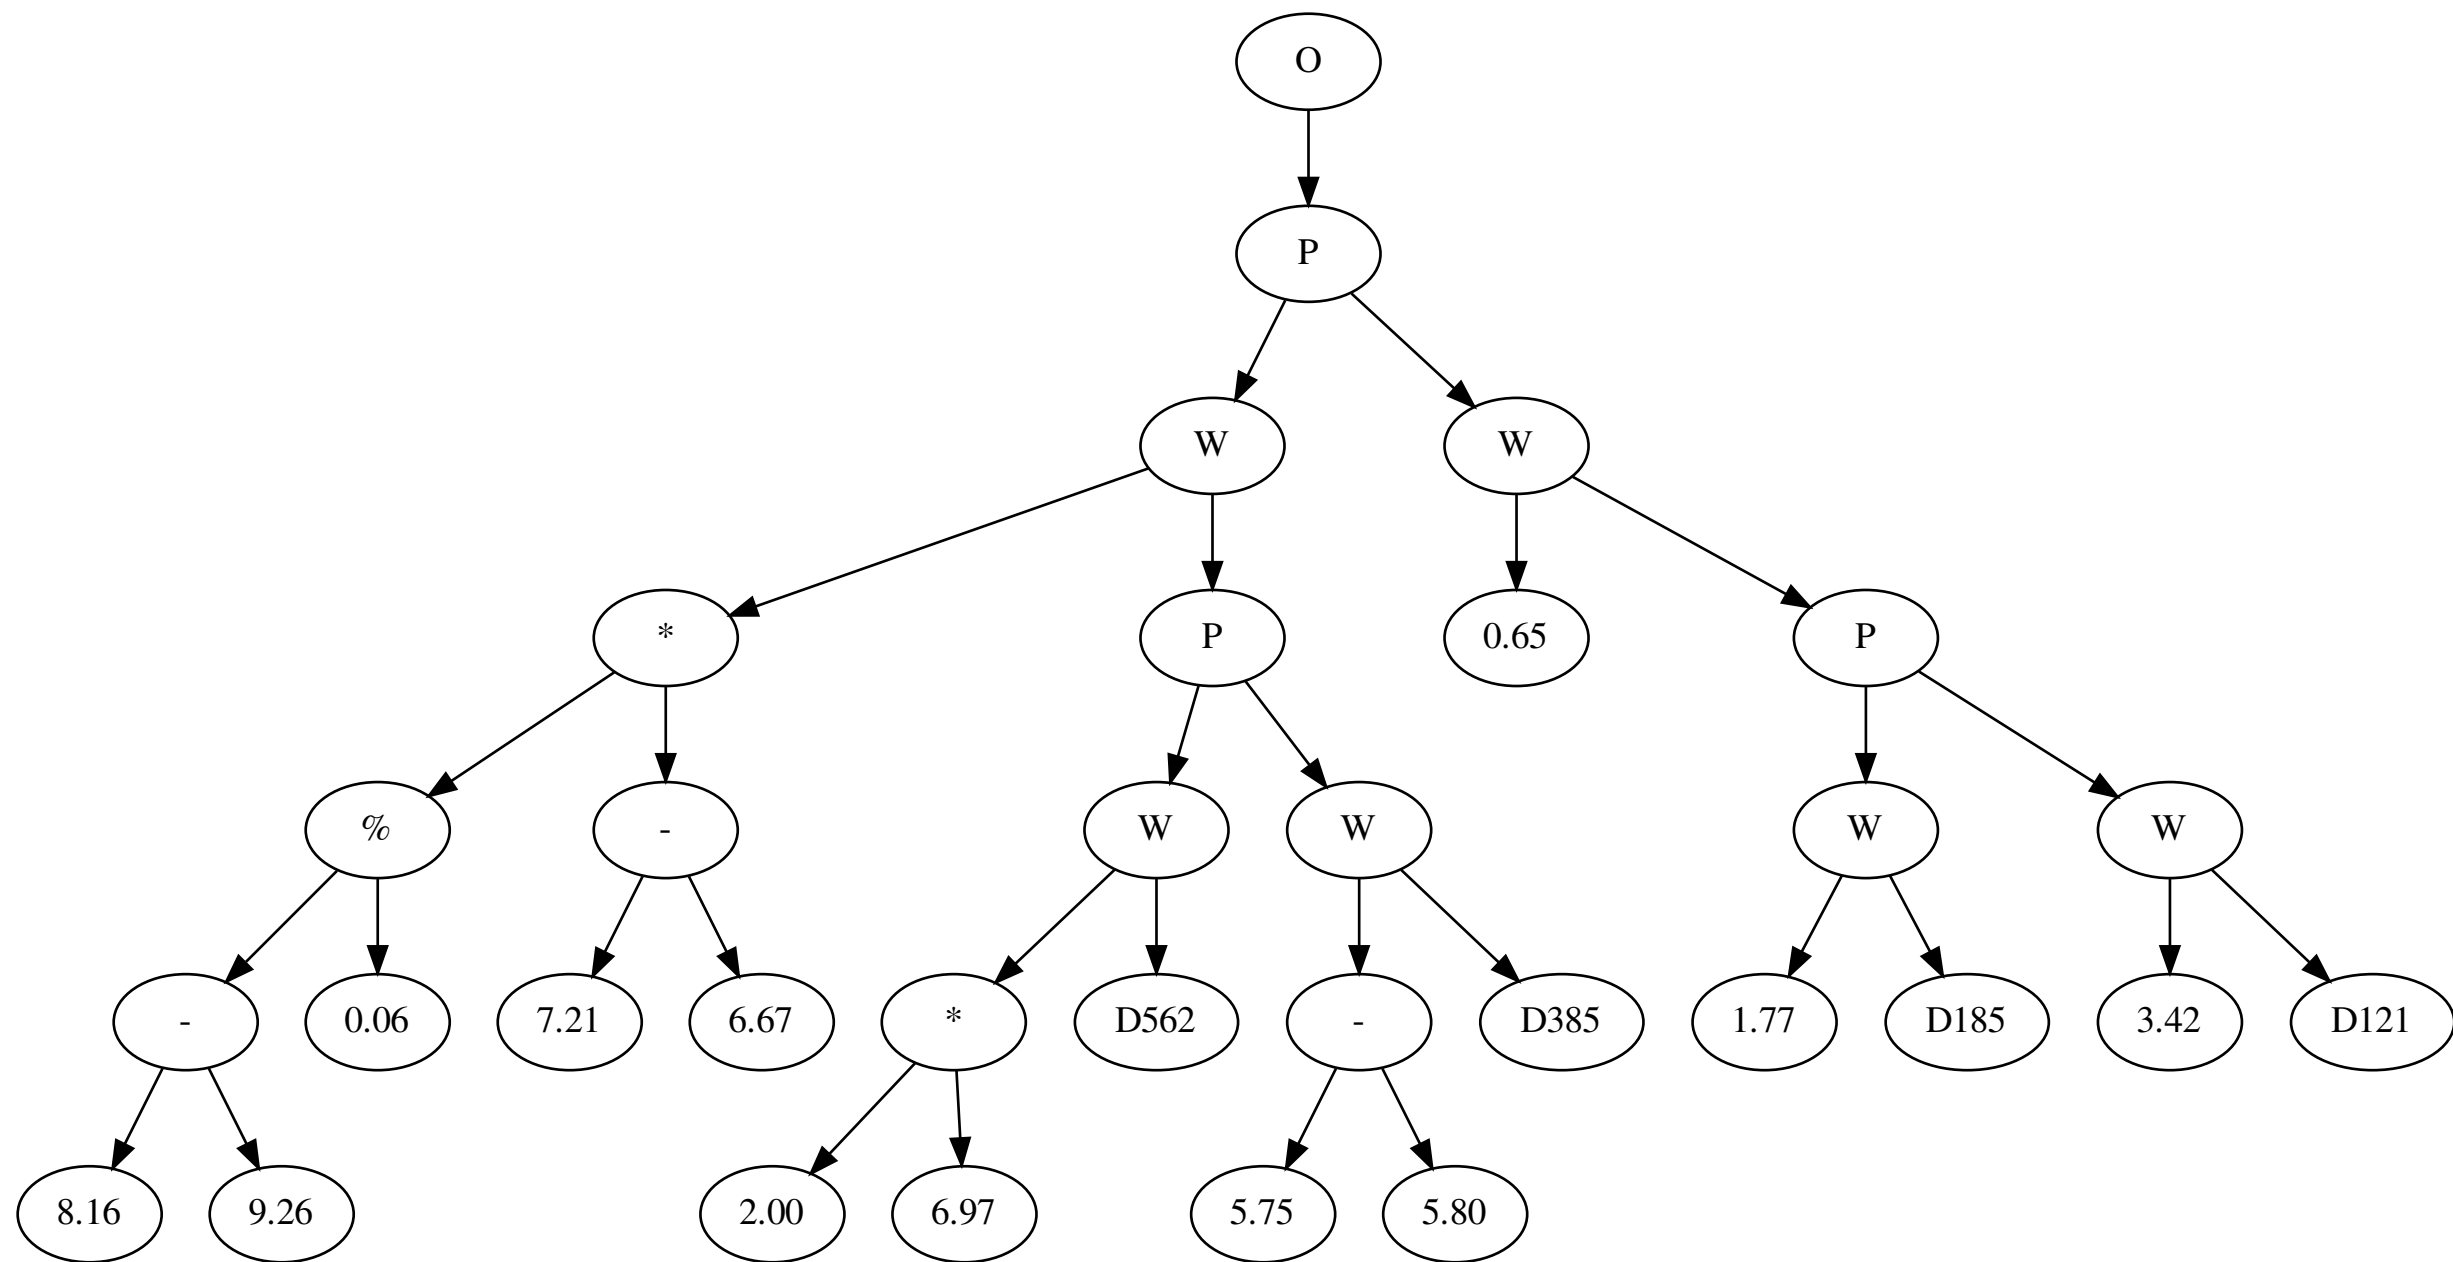 O
P
W W
* P 0.65 P
% - W W W W
- 0.06 7.21 6.67 * D562 - D385 1.77 D185 3.42 D121
8.16 9.26 2.00 6.97 5.75 5.80